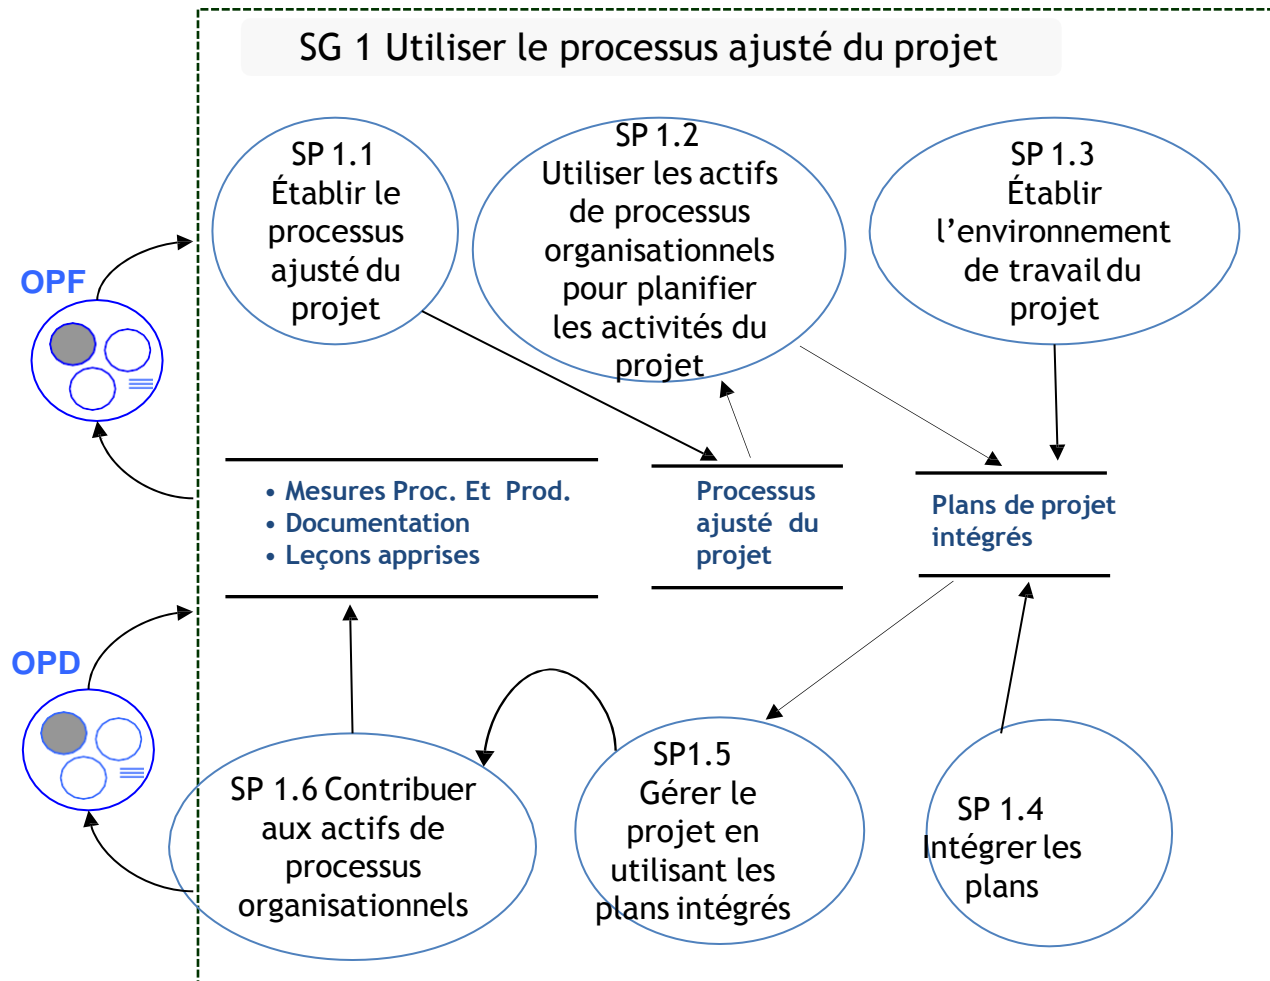 SG 1 Utiliser le processus ajusté du projet
SP 1.1
Établir le
processus
ajusté du
projet
SP 1.2
Utiliser les actifs
de processus
organisationnels
pour planifier
les activités du
projet
SP 1.3
Établir
l’environnement
de travail du
projet
OPF
• Mesures Proc. Et Prod.
• Documentation
• Leçons apprises
Processus
ajusté du
projet
Plans de projet
intégrés
OPD
SP 1.6 Contribuer
aux actifs de
processus
organisationnels
SP1.5
Gérer le
projet en
utilisant les
plans intégrés
SP 1.4
Intégrer les
plans